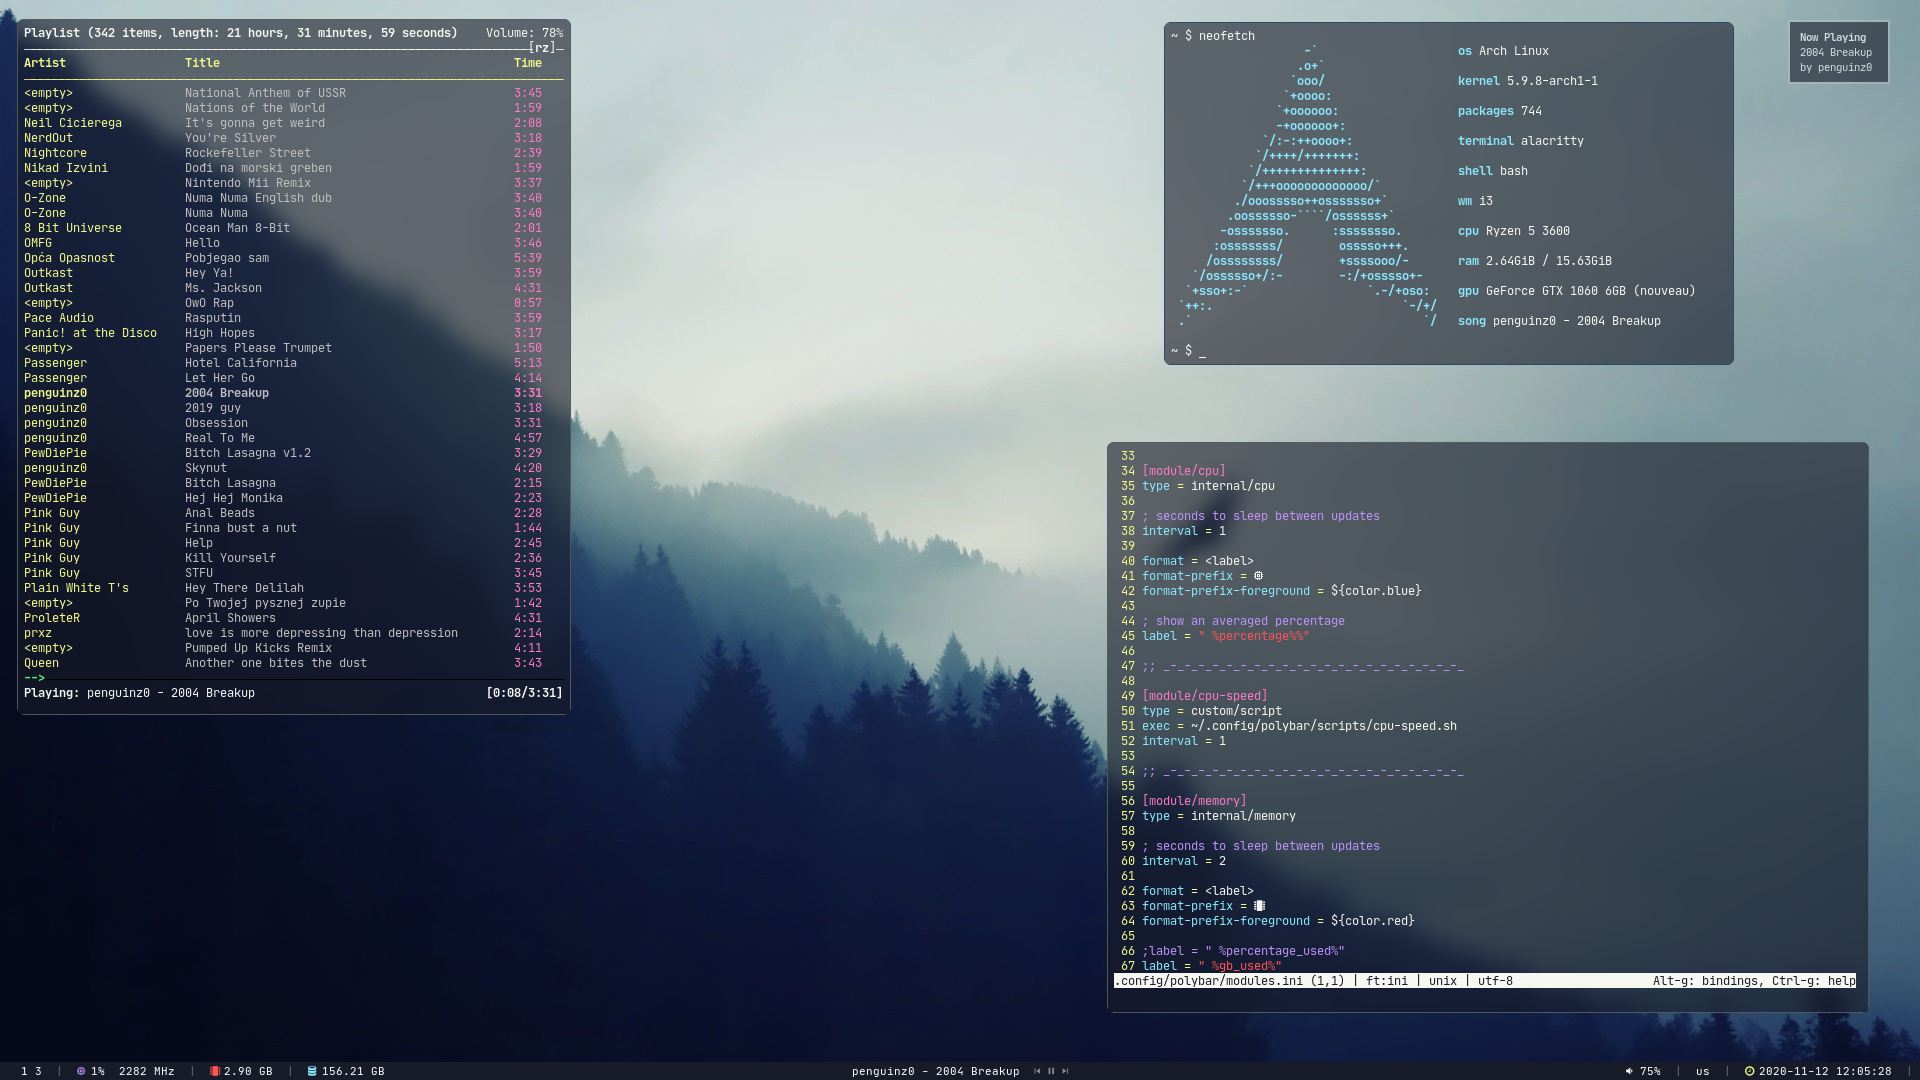 Playlist (342 items, length: 21 hours, 31 minutes, 59 seconds) Volume: 78%
[rz]
Artist Title Time
<empty> National Anthem of USSR 3:45
<empty> Nations of the World 1:59
Neil Cicierega It's gonna get weird 2:08
NerdOut You're Silver 3:18
Nightcore Rockefeller Street 2:39
Nikad Izvini Dođi na morski greben 1:59
<empty> Nintendo Mii Remix 3:37
O-Zone Numa Numa English dub 3:40
O-Zone Numa Numa 3:40
8 Bit Universe Ocean Man 8-Bit 2:01
OMFG Hello 3:46
Opća Opasnost Pobjegao sam 5:39
Outkast Hey Ya! 3:59
Outkast Ms. Jackson 4:31
<empty> OwO Rap 0:57
Pace Audio Rasputin 3:59
Panic! at the Disco High Hopes 3:17
<empty> Papers Please Trumpet 1:50
Passenger Hotel California 5:13
Passenger Let Her Go 4:14
penguinz0 2004 Breakup 3:31
penguinz0 2019 guy 3:18
penguinz0 Obsession 3:31
penguinz0 Real To Me 4:57
PewDiePie Bitch Lasagna v1.2 3:29
penguinz0 Skynut 4:20
PewDiePie Bitch Lasagna 2:15
PewDiePie Hej Hej Monika 2:23
Pink Guy Anal Beads 2:28
Pink Guy Finna bust a nut 1:44
Pink Guy Help 2:45
Pink Guy Kill Yourself 2:36
Pink Guy STFU 3:45
Plain White T's Hey There Delilah 3:53
<empty> Po Twojej pysznej zupie 1:42
ProleteR April Showers 4:31
prxz love is more depressing than depression 2:14
<empty> Pumped Up Kicks Remix 4:11
Queen Another one bites the dust 3:43
-->
Playing: penguinz0 - 2004 Breakup [0:08/3:31]
~ $ neofetch
os Arch Linux
kernel 5.9.8-arch1-1
packages 744
terminal alacritty
shell bash
wm i3
cpu Ryzen 5 3600
ram 2.64GiB / 15.63GiB
gpu GeForce GTX 1060 6GB (nouveau)
song penguinz0 - 2004 Breakup
~ $ _
Now Playing
2004 Breakup
by penguinz0
33
34 [module/cpu]
35 type = internal/cpu
36
37 ; seconds to sleep between updates
38 interval = 1
39
40 format = <label>
41 format-prefix =
42 format-prefix-foreground = ${color.blue}
43
44 ; show an averaged percentage
45 label = " %percentage%%"
46
47 ;; _-_-_-_-_-_-_-_-_-_-_-_-_-_-_-_-_-_-_-_-_-_
48
49 [module/cpu-speed]
50 type = custom/script
51 exec = ~/.config/polybar/scripts/cpu-speed.sh
52 interval = 1
53
54 ;; _-_-_-_-_-_-_-_-_-_-_-_-_-_-_-_-_-_-_-_-_-_
55
56 [module/memory]
57 type = internal/memory
58
59 ; seconds to sleep between updates
60 interval = 2
61
62 format = <label>
63 format-prefix =
64 format-prefix-foreground = ${color.red}
65
66 ;label = " %percentage_used%"
67 label = " %gb_used%"
.config/polybar/modules.ini (1,1) | ft:ini | unix | utf-8 Alt-g: bindings, Ctrl-g: help
1 3 | 1% 2282 MHz | 2.90 GB | 156.21 GB penguinz0 - 2004 Breakup 75% | us | 2020-11-12 12:05:28 |